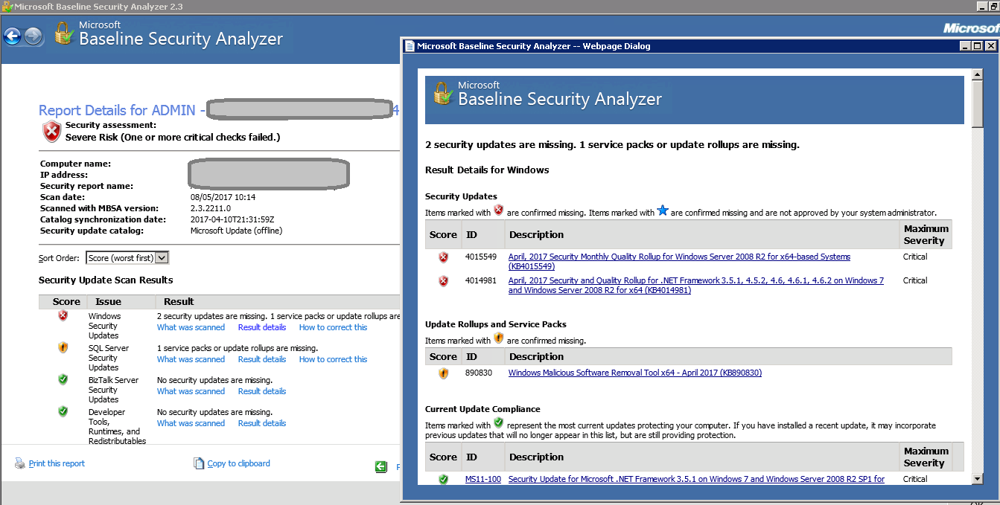 Microsoft Baseline Security Analyzer 2.3
Microsoft
Baseline Security Analyzer
Microsof
Report Details for ADMIN -
4
Security assessment:
Severe Risk (One or more critical checks failed.)
Computer name:
IP address:
Security report name:
Scan date: 08/05/2017 10:14
Scanned with MBSA version: 2.3.2211.0
Catalog synchronization date: 2017-04-10T21:31:59Z
Security update catalog: Microsoft Update (offline)
Sort Order: Score (worst first)
Security Update Scan Results
Score Issue Result
Windows Security Updates
2 security updates are missing. 1 service packs or update rollups are
What was scanned Result details How to correct this
SQL Server Security Updates
1 service packs or update rollups are missing.
What was scanned Result details How to correct this
BizTalk Server Security Updates
No security updates are missing.
What was scanned Result details
Developer Tools, Runtimes, and Redistributables
No security updates are missing.
What was scanned Result details
Print this report
Copy to clipboard
Microsoft Baseline Security Analyzer -- Webpage Dialog
Microsoft
Baseline Security Analyzer
2 security updates are missing. 1 service packs or update rollups are missing.
Result Details for Windows
Security Updates
Items marked with are confirmed missing. Items marked with are confirmed missing and are not approved by your system administrator.
Score ID Description Maximum Severity
4015549 April, 2017 Security Monthly Quality Rollup for Windows Server 2008 R2 for x64-based Systems Critical
(KB4015549)
4014981 April, 2017 Security and Quality Rollup for .NET Framework 3.5.1, 4.5.2, 4.6, 4.6.1, 4.6.2 on Windows 7 Critical
and Windows Server 2008 R2 for x64 (KB4014981)
Update Rollups and Service Packs
Items marked with are confirmed missing.
Score ID Description
890830 Windows Malicious Software Removal Tool x64 - April 2017 (KB890830)
Current Update Compliance
Items marked with represent the most current updates protecting your computer. If you have installed a recent update, it may incorporate
previous updates that will no longer appear in this list, but are still providing protection.
Score ID Description Maximum Severity
MS11-100 Security Update for Microsoft .NET Framework 3.5.1 on Windows 7 and Windows Server 2008 R2 SP1 for Critical